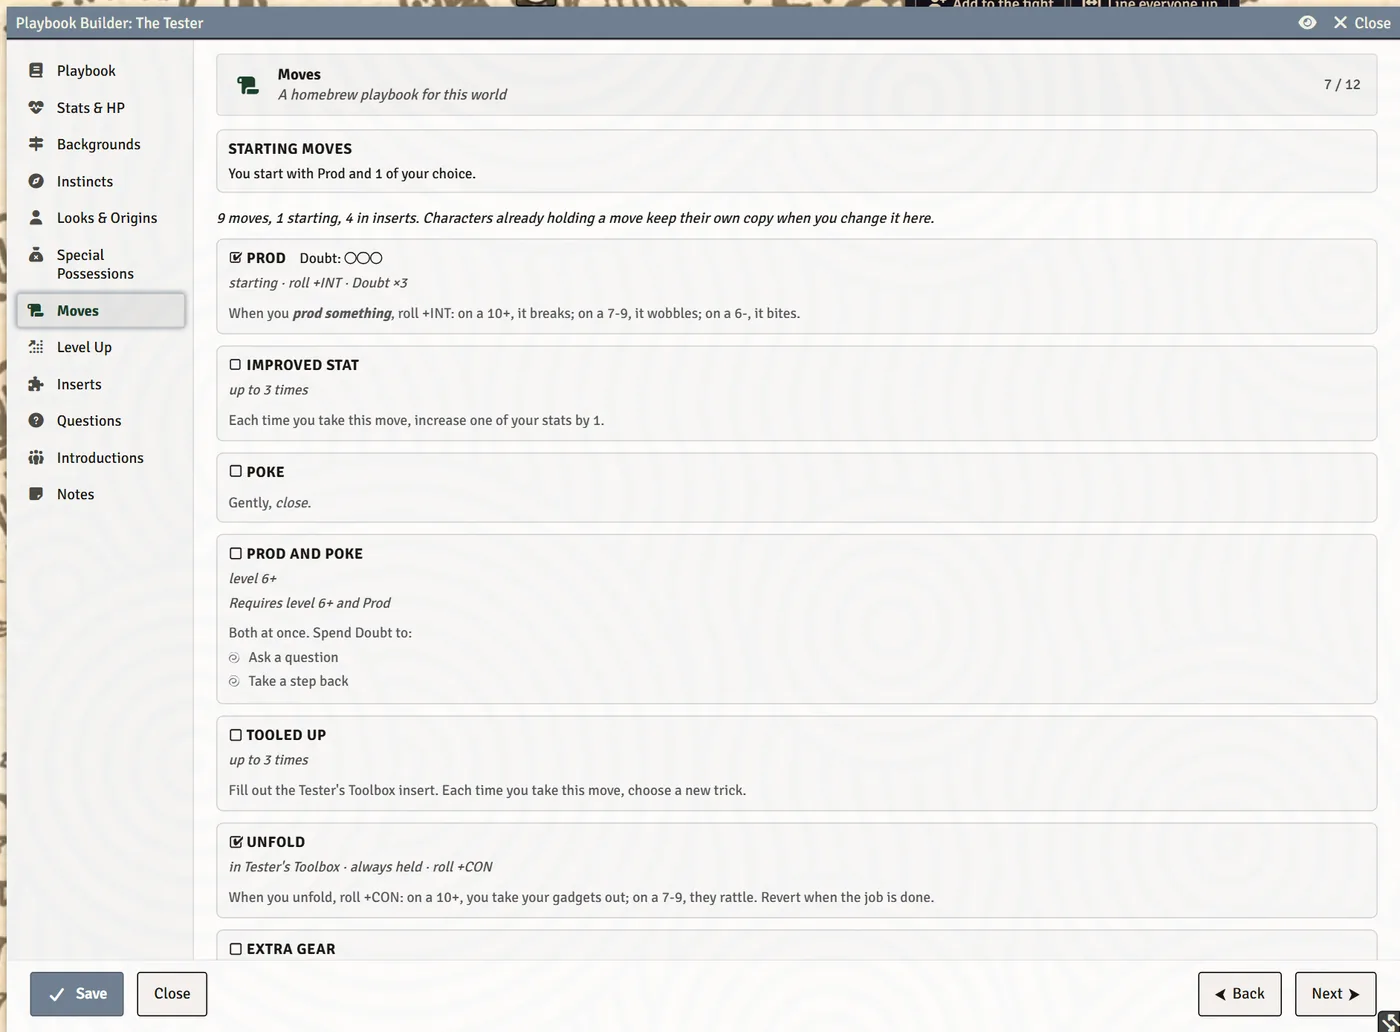 Add to the fight
Line everyone up
Playbook Builder: The Tester
Close
Playbook
Stats & HP
Backgrounds
Instincts
Looks & Origins
Special
Possessions
Moves
Level Up
Inserts
Questions
Introductions
Notes
Moves
A homebrew playbook for this world
7 / 12
STARTING MOVES
You start with Prod and 1 of your choice.
9 moves, 1 starting, 4 in inserts. Characters already holding a move keep their own copy when you change it here.
PROD Doubt:
starting · roll +INT · Doubt ×3
When you prod something, roll +INT: on a 10+, it breaks; on a 7-9, it wobbles; on a 6-, it bites.
IMPROVED STAT
up to 3 times
Each time you take this move, increase one of your stats by 1.
POKE
Gently, close.
PROD AND POKE
level 6+
Requires level 6+ and Prod
Both at once. Spend Doubt to:
Ask a question
Take a step back
TOOLED UP
up to 3 times
Fill out the Tester's Toolbox insert. Each time you take this move, choose a new trick.
UNFOLD
in Tester's Toolbox · always held · roll +CON
When you unfold, roll +CON: on a 10+, you take your gadgets out; on a 7-9, they rattle. Revert when the job is done.
EXTRA GEAR
Save
Close
Back
Next